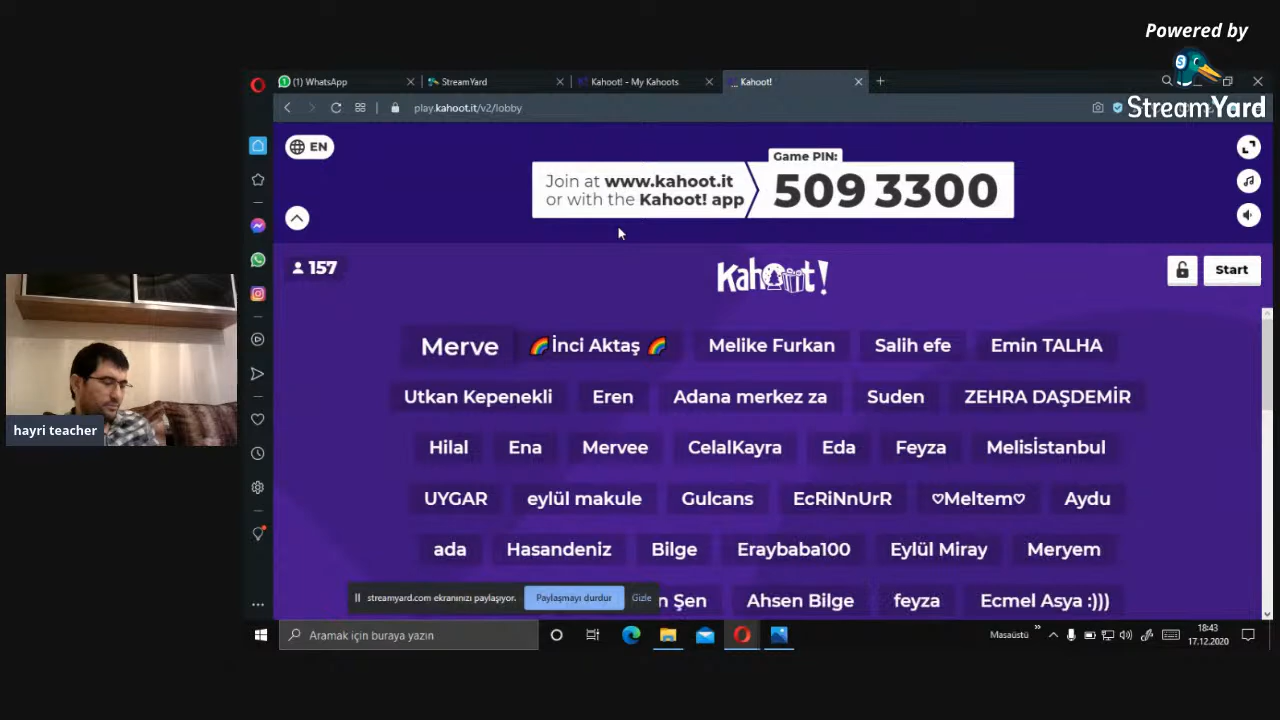 Powered by
StreamYard
(1) WhatsApp
StreamYard
Kahoot! - My Kahoots
Kahoot!
play.kahoot.it/v2/lobby
EN
Join at www.kahoot.it
or with the Kahoot! app
Game PIN:
509 3300
157
Kahoot!
Start
Merve
🌈İnci Aktaş 🌈
Melike Furkan
Salih efe
Emin TALHA
Utkan Kepenekli
Eren
Adana merkez za
Suden
ZEHRA DAŞDEMİR
Hilal
Ena
Mervee
CelalKayra
Eda
Feyza
Melisİstanbul
UYGAR
eylül makule
Gulcans
EcRiNnUrR
♡Meltem♡
Aydu
ada
Hasandeniz
Bilge
Eraybaba100
Eylül Miray
Meryem
n Şen
Ahsen Bilge
feyza
Ecmel Asya :)))
hayri teacher
streamyard.com ekranınızı paylaşıyor.
Paylaşmayı durdur
Gizle
Aramak için buraya yazın
Masaüstü
18:43
17.12.2020